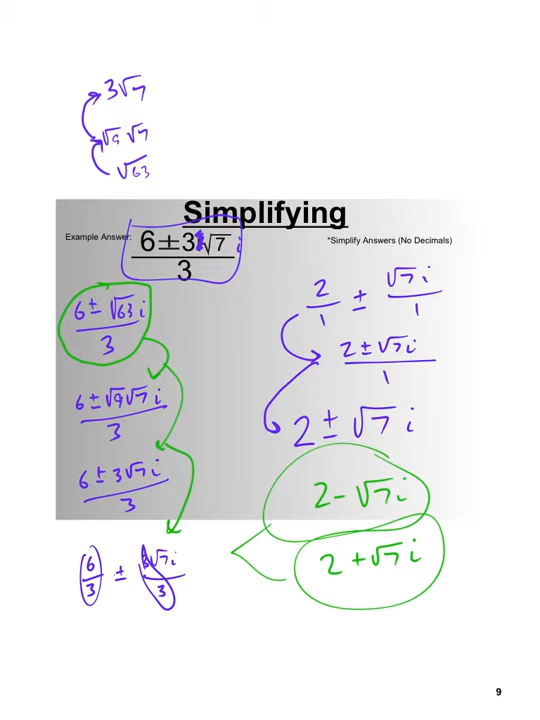 3√7
√9 √7
√63
Simplifying
Example Answer:
*Simplify Answers (No Decimals)
6±3√7 i
3
6 ± √63 i
3
6 ± √9√7 i
3
6 ± 3√7 i
3
6/3 ± 3√7 i/3
2/1 ± √7 i/1
2 ± √7 i
1
2 ± √7 i
2 - √7 i
2 + √7 i
9